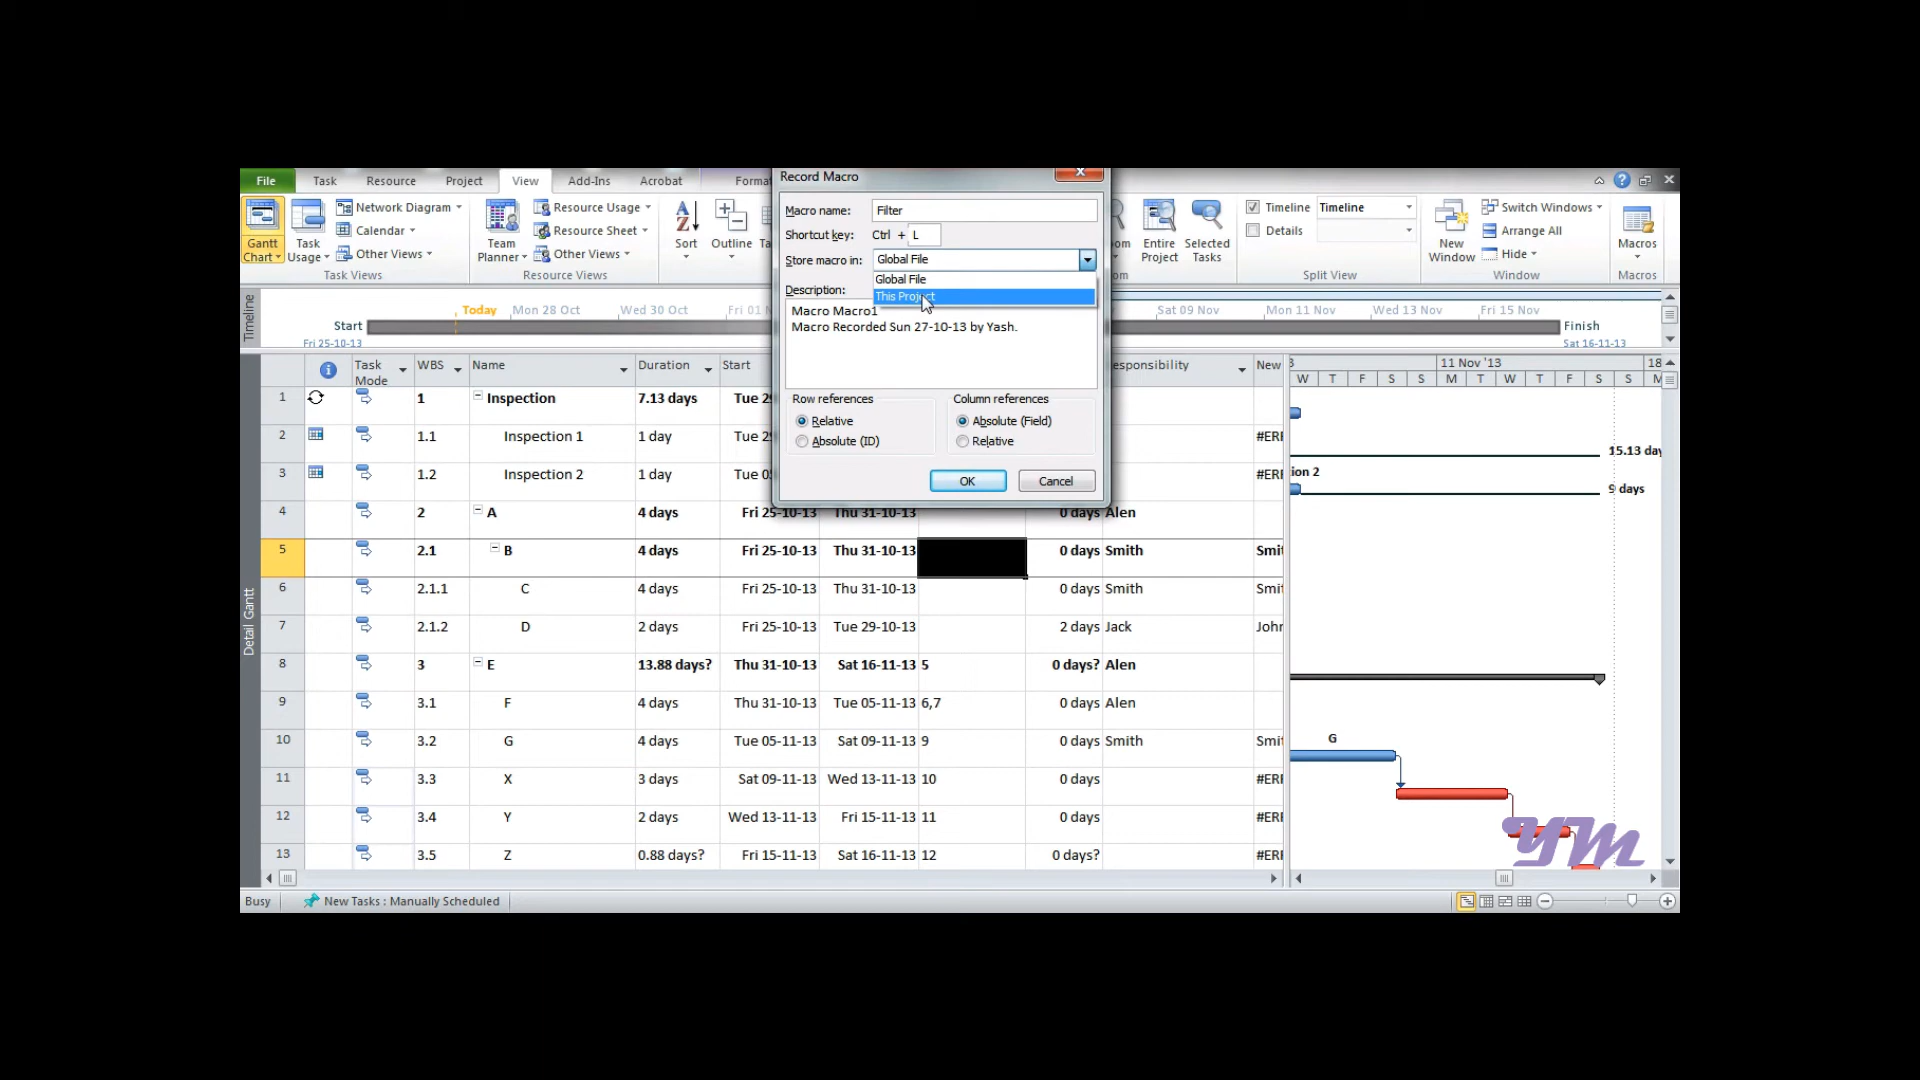 File Task Resource Project View Add-Ins Acrobat
Record Macro
Macro name: Filter
Shortcut key: Ctrl + L
Store macro in: Global File
Global File
This Project
Description:
Macro Macro1
Macro Recorded Sun 27-10-13 by Yash.
Row references
Relative
Absolute (ID)
Column references
Absolute (Field)
Relative
OK Cancel
Gantt Chart
Task Usage
Network Diagram
Calendar
Other Views
Task Views
Team Planner
Resource Usage
Resource Sheet
Other Views
Resource Views
Sort
Outline
Entire Project
Selected Tasks
Timeline Timeline
Details
Split View
New Window
Switch Windows
Arrange All
Hide
Window
Macros
Macros
Timeline
Today Mon 28 Oct Wed 30 Oct Fri 01 Sat 09 Nov Mon 11 Nov Wed 13 Nov Fri 15 Nov
Start Finish
Fri 25-10-13 Sat 16-11-13
Task Mode WBS Name Duration Start New
11 Nov '13 18
W T F S S M T W T F S S
1 1 Inspection 7.13 days
2 1.1 Inspection 1 1 day #ERR
15.13 day
3 1.2 Inspection 2 1 day #ERR
9 days
4 2 A 4 days Fri 25-10-13 Thu 31-10-13 0 days Alen
5 2.1 B 4 days Fri 25-10-13 Thu 31-10-13 0 days Smith
6 2.1.1 C 4 days Fri 25-10-13 Thu 31-10-13 0 days Smith
7 2.1.2 D 2 days Fri 25-10-13 Tue 29-10-13 2 days Jack
8 3 E 13.88 days? Thu 31-10-13 Sat 16-11-13 5 0 days? Alen
9 3.1 F 4 days Thu 31-10-13 Tue 05-11-13 6,7 0 days Alen
10 3.2 G 4 days Tue 05-11-13 Sat 09-11-13 9 0 days Smith
G
11 3.3 X 3 days Sat 09-11-13 Wed 13-11-13 10 0 days #ERR
12 3.4 Y 2 days Wed 13-11-13 Fri 15-11-13 11 0 days #ERR
13 3.5 Z 0.88 days? Fri 15-11-13 Sat 16-11-13 12 0 days? #ERR
Detail Gantt
YM
Busy New Tasks : Manually Scheduled